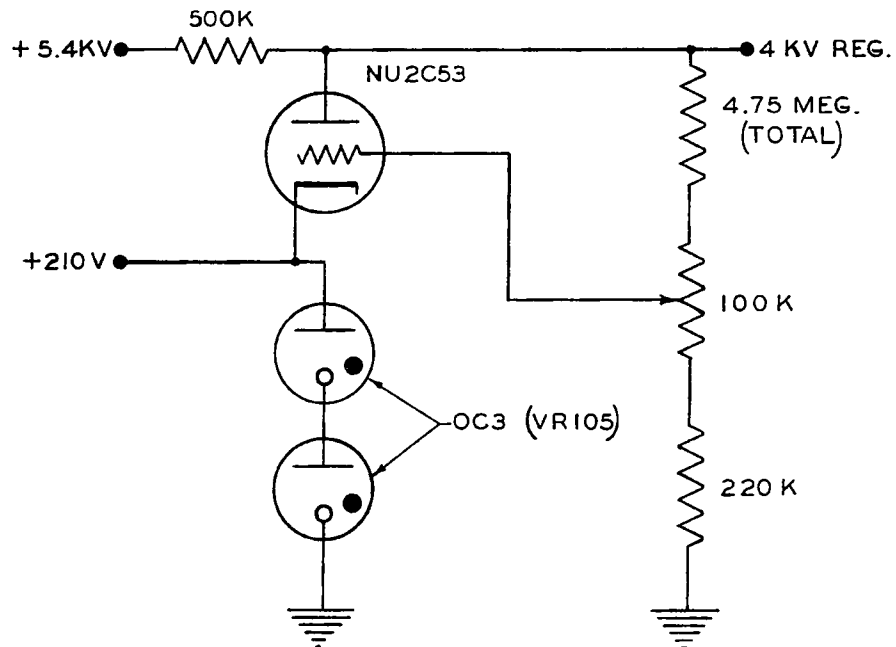 500K
+ 5.4KV
4 KV REG.
NU2C53
4.75 MEG.
(TOTAL)
+210V
100K
OC3 (VR105)
220K